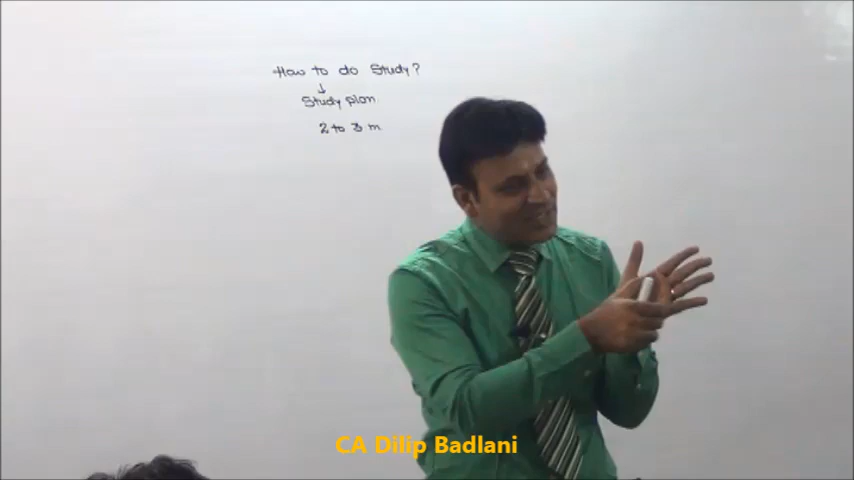 How to do Study?
↓
Study plan
2 to 3 m
CA Dilip Badlani